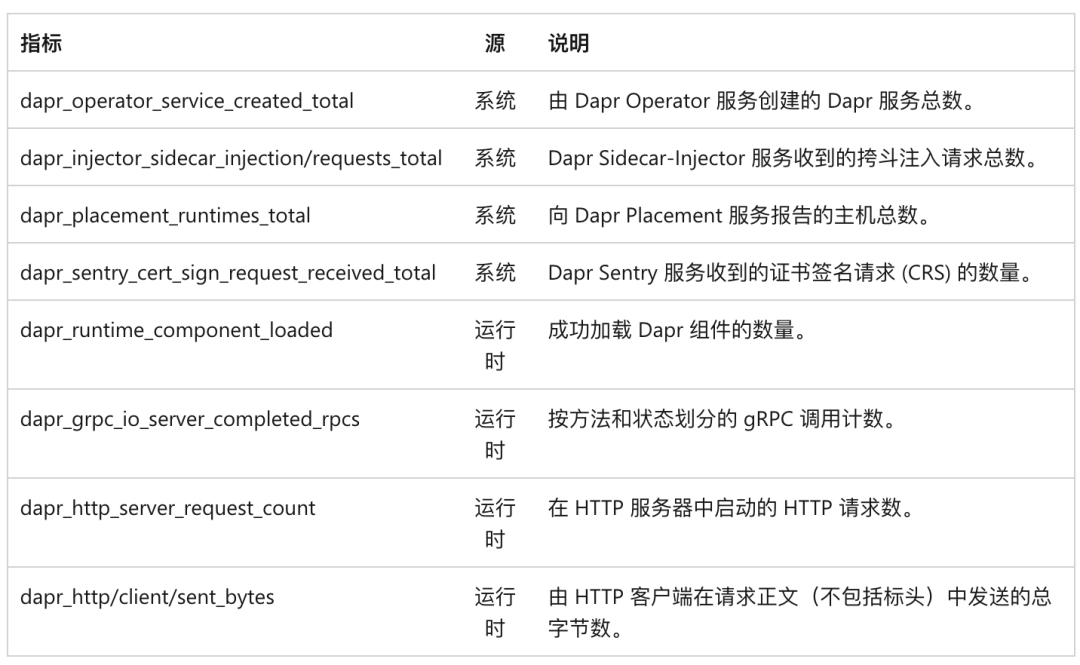 指标 源 说明
dapr_operator_service_created_total 系统 由 Dapr Operator 服务创建的 Dapr 服务总数。
dapr_injector_sidecar_injection/requests_total 系统 Dapr Sidecar-Injector 服务收到的挎斗注入请求总数。
dapr_placement_runtimes_total 系统 向 Dapr Placement 服务报告的主机总数。
dapr_sentry_cert_sign_request_received_total 系统 Dapr Sentry 服务收到的证书签名请求 (CRS) 的数量。
dapr_runtime_component_loaded 运行 成功加载 Dapr 组件的数量。
时
dapr_grpc_io_server_completed_rpcs 运行 按方法和状态划分的 gRPC 调用计数。
时
dapr_http_server_request_count 运行 在 HTTP 服务器中启动的 HTTP 请求数。
时
dapr_http/client/sent_bytes 运行 由 HTTP 客户端在请求正文（不包括标头）中发送的总
时 字节数。